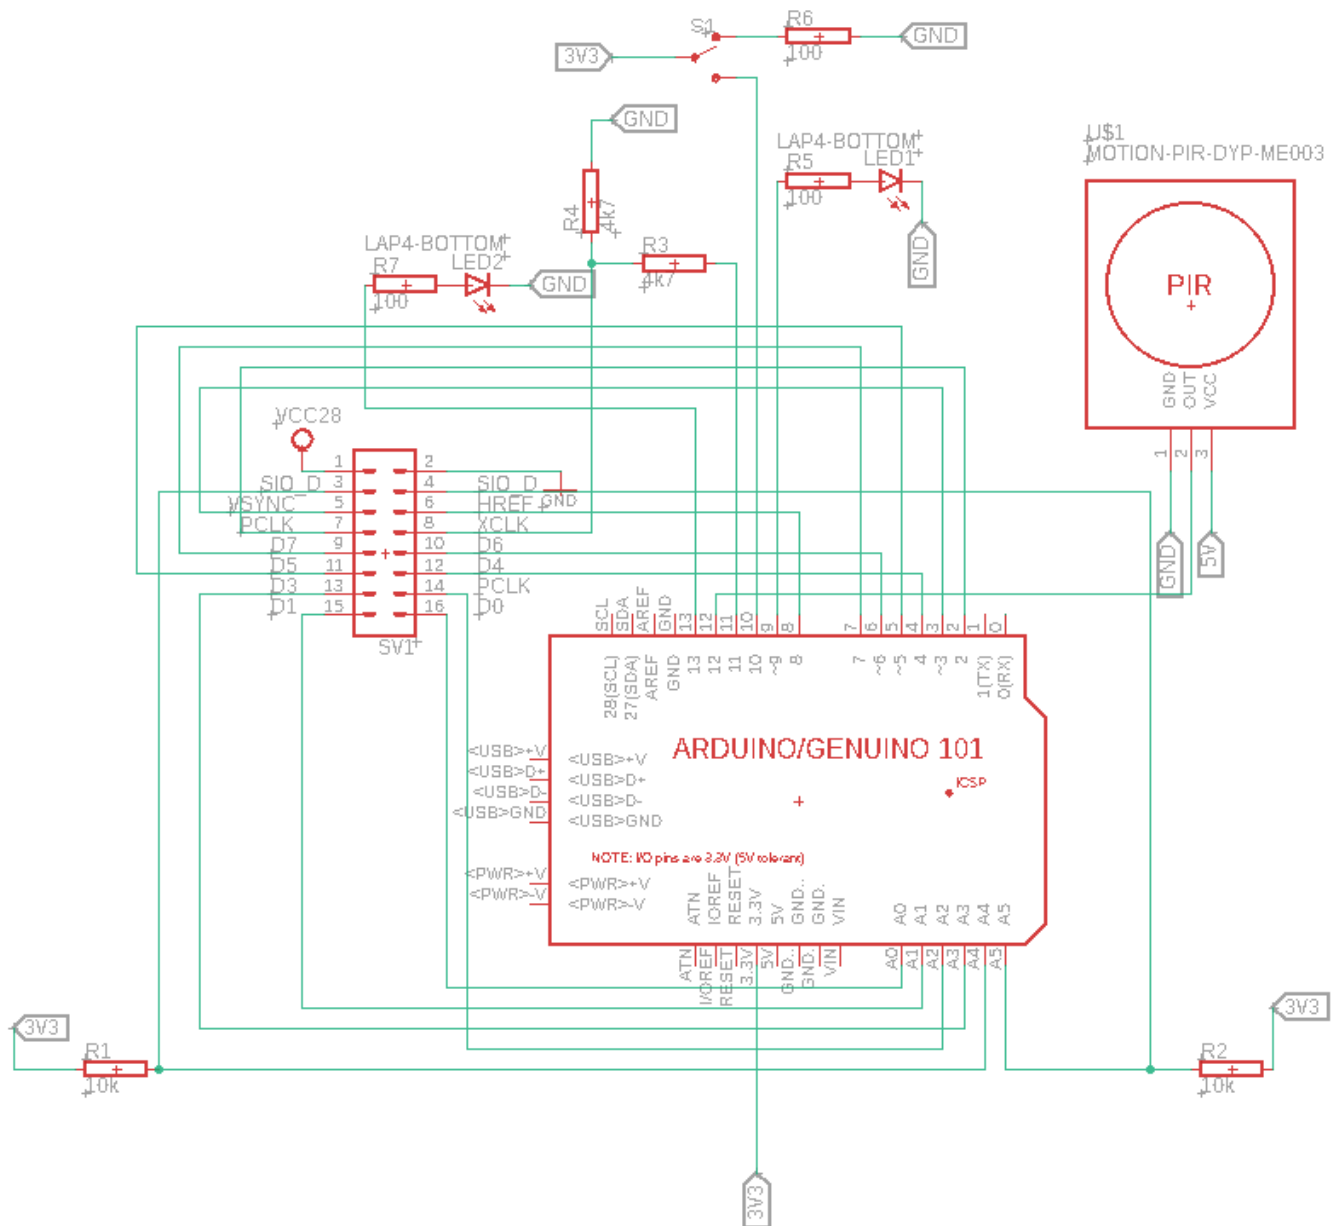 S1
R6
3V3
100
GND
GND
LAP4-BOTTOM
R5
LED1
100
GND
U$1
MOTION-PIR-DYP-ME003
PIR
GND
OUT
VCC
1
2
3
GND
5V
R4
4k7
R3
4k7
LAP4-BOTTOM
R7
LED2
100
GND
VCC28
1
2
SIO_D
3
4
SIO_D
GND
VSYNC
5
6
HREF
PCLK
7
8
XCLK
D7
9
10
D6
D5
11
12
D4
D3
13
14
PCLK
D1
15
16
D0
SV1
SCL
SDA
AREF
GND
13
12
11
10
9
8
7
6
5
4
3
2
1
0
28(SCL)
27(SDA)
AREF
GND
13
12
11
10
~9
8
7
~6
~5
4
~3
2
1(TX)
0(RX)
ARDUINO/GENUINO 101
ICSP
<USB>+V
<USB>+V
<USB>D+
<USB>D+
<USB>D-
<USB>D-
<USB>GND
<USB>GND
NOTE: I/O pins are 3.3V (5V tolerant)
<PWR>+V
<PWR>+V
<PWR>-V
<PWR>-V
ATN
IOREF
RESET
3.3V
5V
GND..
GND.
VIN
A0
A1
A2
A3
A4
A5
ATN
I/OREF
RESET
3.3V
5V
GND..
GND.
VIN
A0
A1
A2
A3
A4
A5
3V3
R1
10k
3V3
R2
10k
3V3